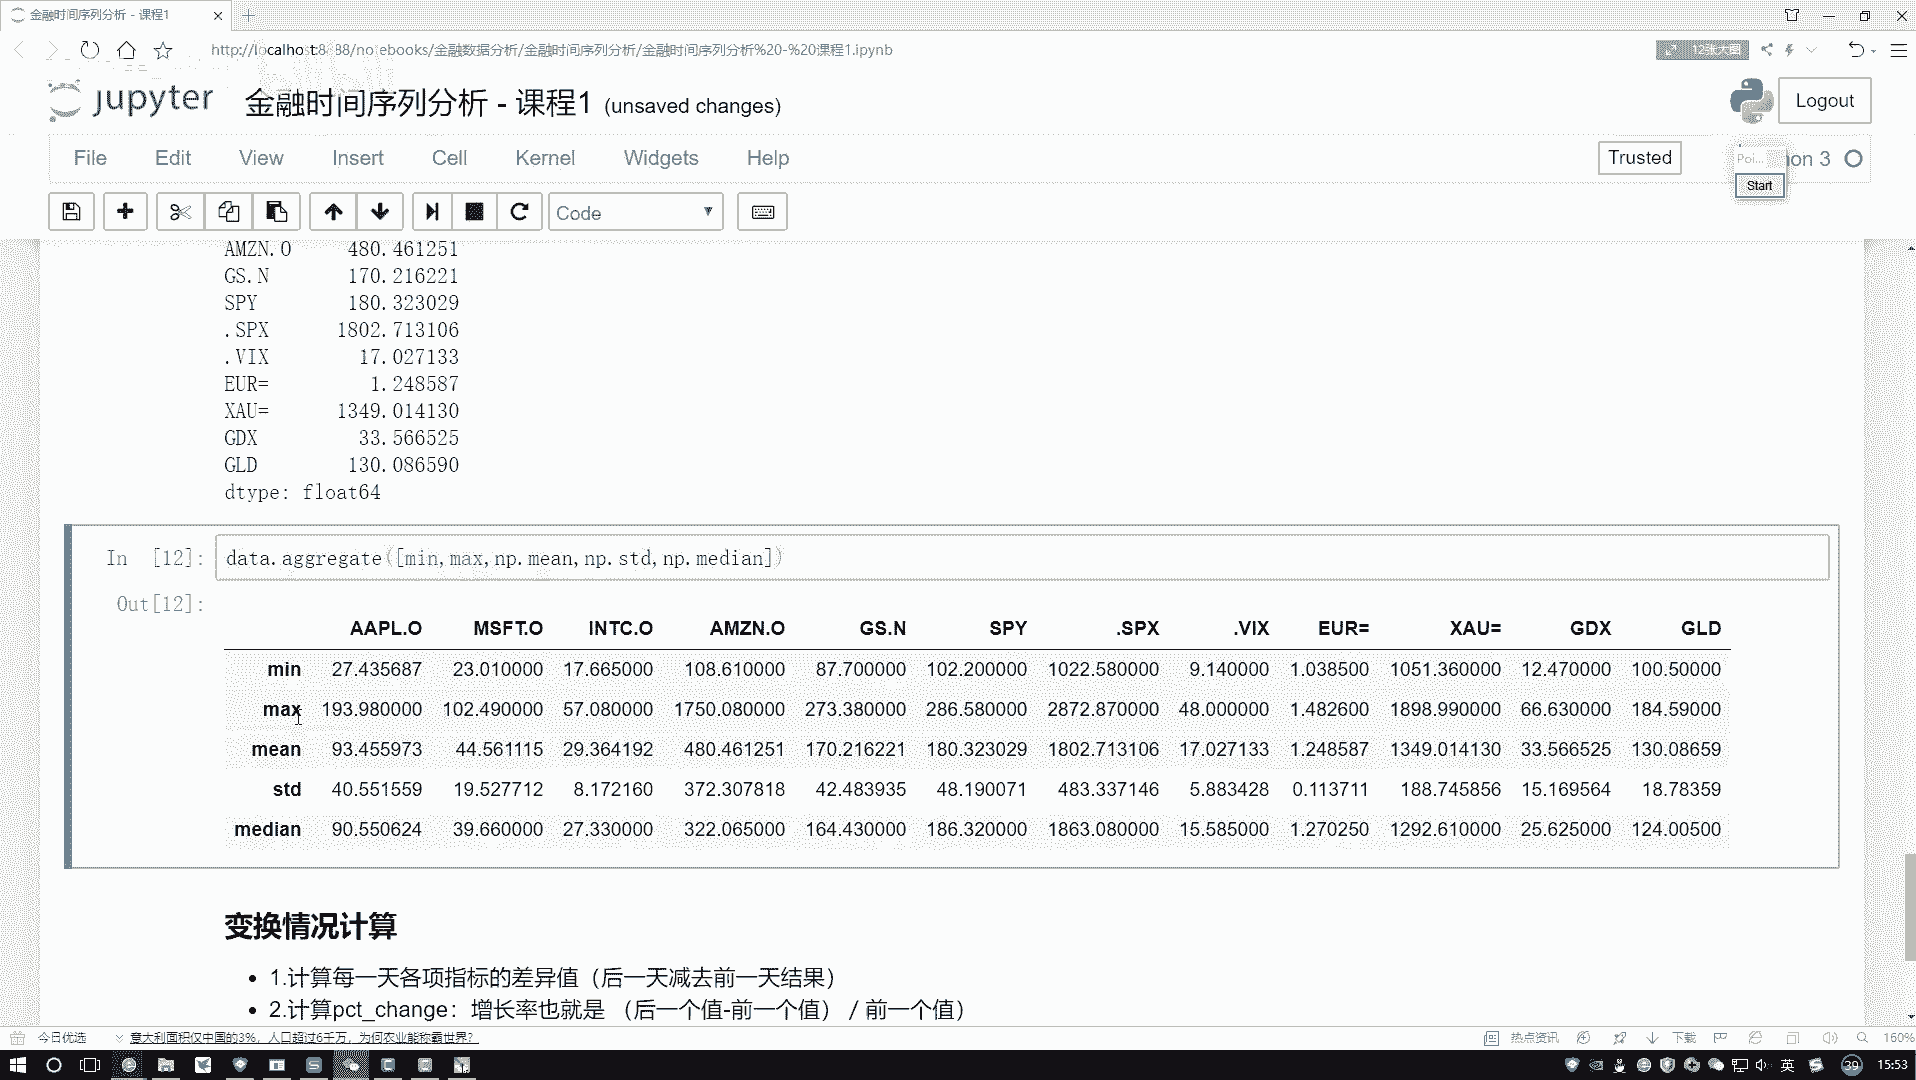 金融时间序列分析 - 课程1
http://localhost:8888/notebooks/金融数据分析/金融时间序列分析/金融时间序列分析%20-%20课程1.ipynb
12张大图
jupyter 金融时间序列分析 - 课程1 (unsaved changes)
Logout
File Edit View Insert Cell Kernel Widgets Help
Trusted
Poi... on 3
Start
Code
AMZN.O 480.461251
GS.N 170.216221
SPY 180.323029
.SPX 1802.713106
.VIX 17.027133
EUR= 1.248587
XAU= 1349.014130
GDX 33.566525
GLD 130.086590
dtype: float64
In [12]: data.aggregate([min,max,np.mean,np.std,np.median])
Out[12]:
AAPL.O MSFT.O INTC.O AMZN.O GS.N SPY .SPX .VIX EUR= XAU= GDX GLD
min 27.435687 23.010000 17.665000 108.610000 87.700000 102.200000 1022.580000 9.140000 1.038500 1051.360000 12.470000 100.50000
max 193.980000 102.490000 57.080000 1750.080000 273.380000 286.580000 2872.870000 48.000000 1.482600 1898.990000 66.630000 184.59000
mean 93.455973 44.561115 29.364192 480.461251 170.216221 180.323029 1802.713106 17.027133 1.248587 1349.014130 33.566525 130.08659
std 40.551559 19.527712 8.172160 372.307818 42.483935 48.190071 483.337146 5.883428 0.113711 188.745856 15.169564 18.78359
median 90.550624 39.660000 27.330000 322.065000 164.430000 186.320000 1863.080000 15.585000 1.270250 1292.610000 25.625000 124.00500
变换情况计算
• 1.计算每一天各项指标的差异值（后一天减去前一天结果）
• 2.计算pct_change：增长率也就是 （后一个值-前一个值） / 前一个值）
今日优选 意大利面积仅中国的3%，人口超过6千万，为何农业能称霸世界？ 热点资讯 下载 160%
英 39 15:53